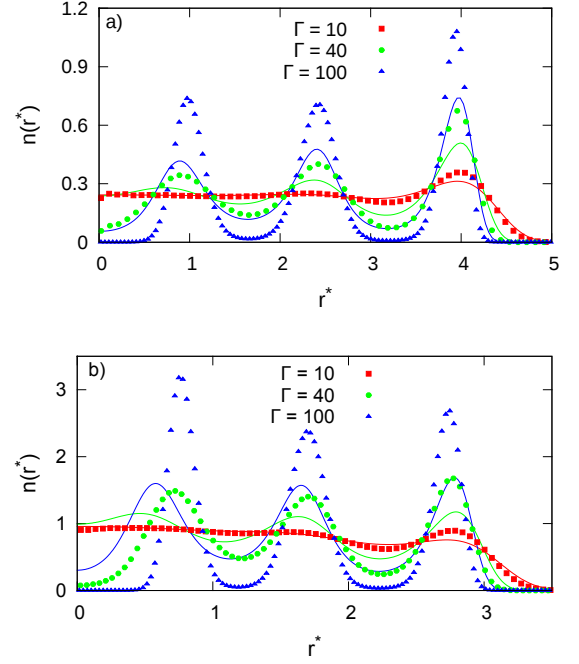 a)
1.2
0.9
0.6
0.3
0
n(r*)
Γ = 10
Γ = 40
Γ = 100
0 1 2 3 4 5
r*
b)
3
2
1
0
n(r*)
Γ = 10
Γ = 40
Γ = 100
0 1 2 3
r*